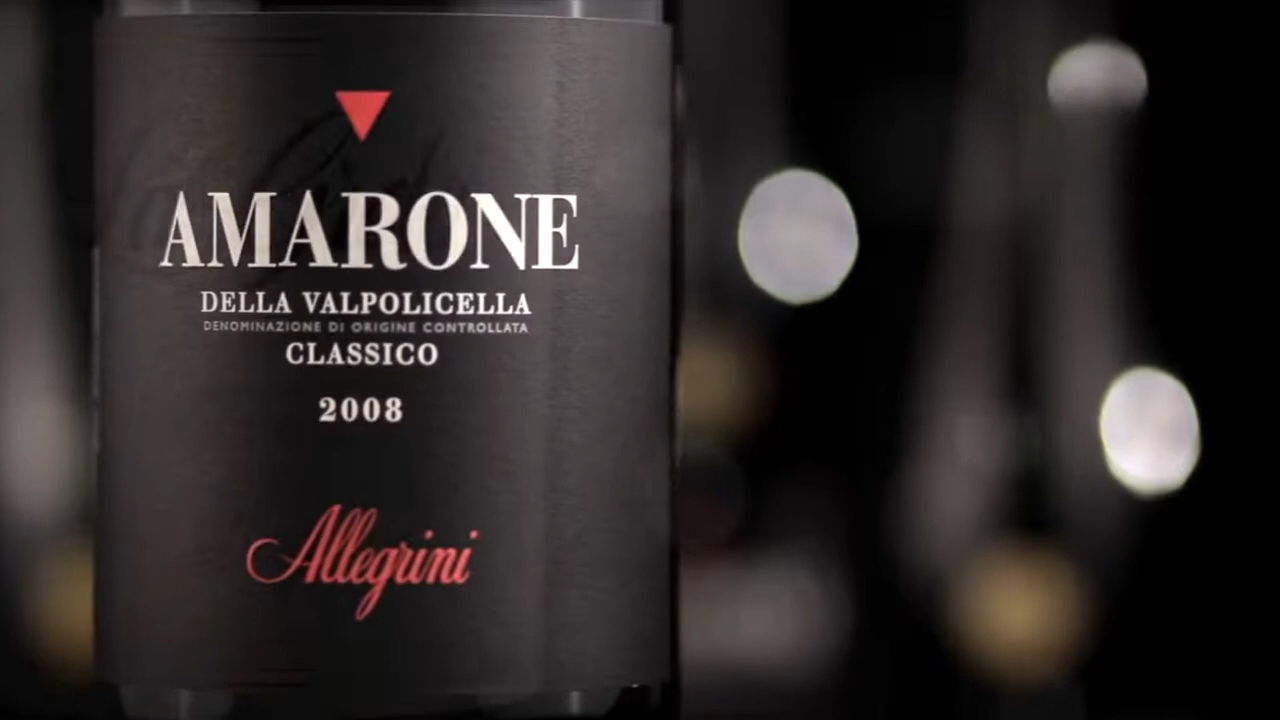 AMARONE
DELLA VALPOLICELLA
DENOMINAZIONE DI ORIGINE CONTROLLATA
CLASSICO
2008
Allegrini